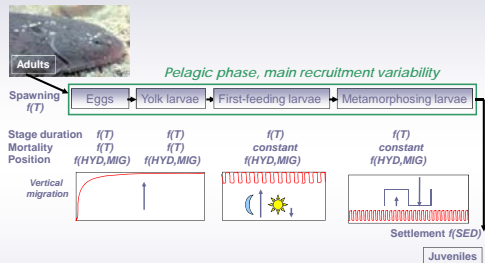 Adults
Pelagic phase, main recruitment variability
Spawning
f(T)
Eggs
Yolk larvae
First-feeding larvae
Metamorphosing larvae
Stage duration f(T) f(T) f(T) f(T)
Mortality f(T) f(T) constant constant
Position f(HYD,MIG) f(HYD,MIG) f(HYD,MIG) f(HYD,MIG)
Vertical
migration
Settlement f(SED)
Juveniles